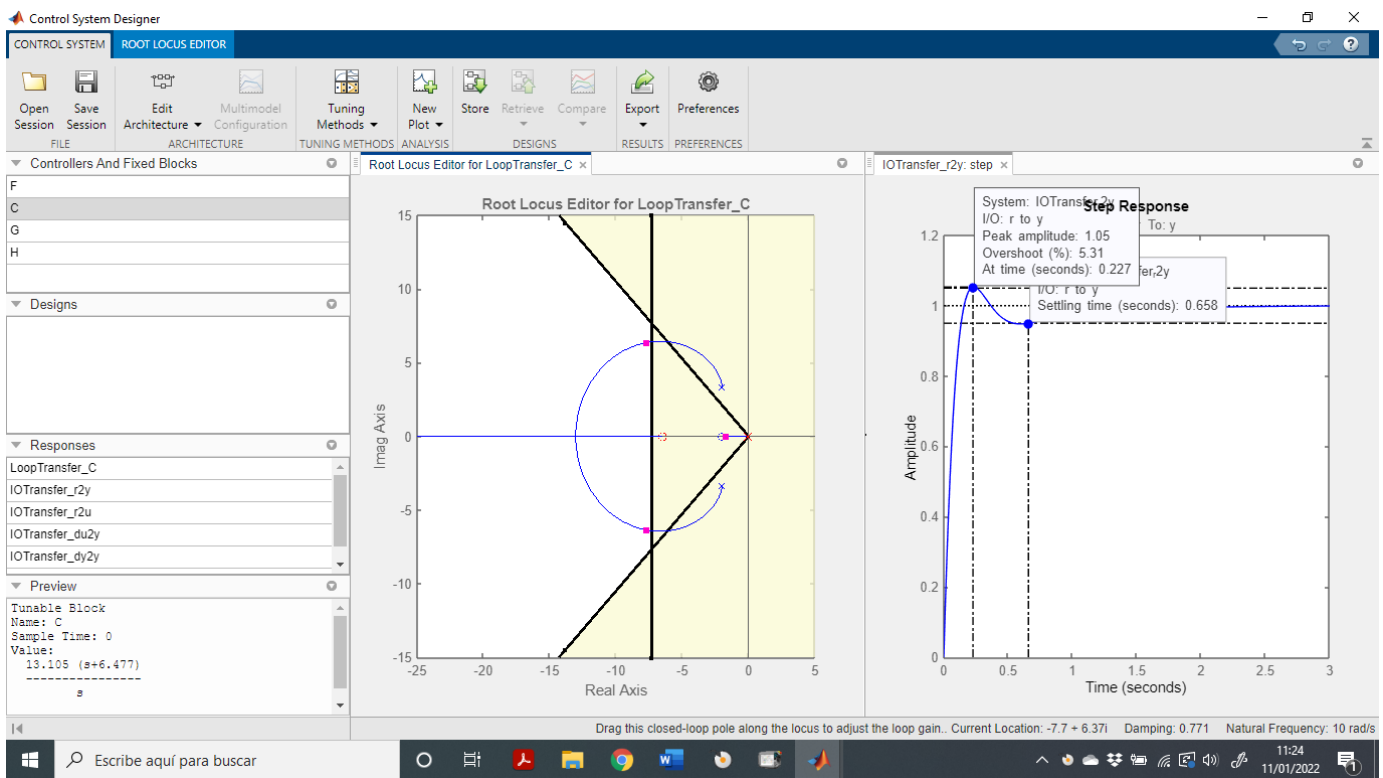 Control System Designer
CONTROL SYSTEM
ROOT LOCUS EDITOR
Open Session
Save Session
Edit Architecture
Multimodel Configuration
Tuning Methods
New Plot
Store
Retrieve
Compare
Export
Preferences
FILE
ARCHITECTURE
TUNING METHODS
ANALYSIS
DESIGNS
RESULTS
PREFERENCES
Controllers And Fixed Blocks
F
C
G
H
Designs
Responses
LoopTransfer_C
IOTransfer_r2y
IOTransfer_r2u
IOTransfer_du2y
IOTransfer_dy2y
Preview
Tunable Block
Name: C
Sample Time: 0
Value:
13.105 (s+6.477)
----------------
s
Root Locus Editor for LoopTransfer_C
Root Locus Editor for LoopTransfer_C
15
10
5
0
-5
-10
-15
-25
-20
-15
-10
-5
0
5
Imag Axis
Real Axis
IOTransfer_r2y: step
Step Response
To: y
System: IOTransfer_r2y
I/O: r to y
Peak amplitude: 1.05
Overshoot (%): 5.31
At time (seconds): 0.227
I/O: r to y
Settling time (seconds): 0.658
1.2
1
0.8
0.6
0.4
0.2
0
0
0.5
1
1.5
2
2.5
3
Amplitude
Time (seconds)
Drag this closed-loop pole along the locus to adjust the loop gain.. Current Location: -7.7 + 6.37i Damping: 0.771 Natural Frequency: 10 rad/s
Escribe aquí para buscar
11:24
11/01/2022